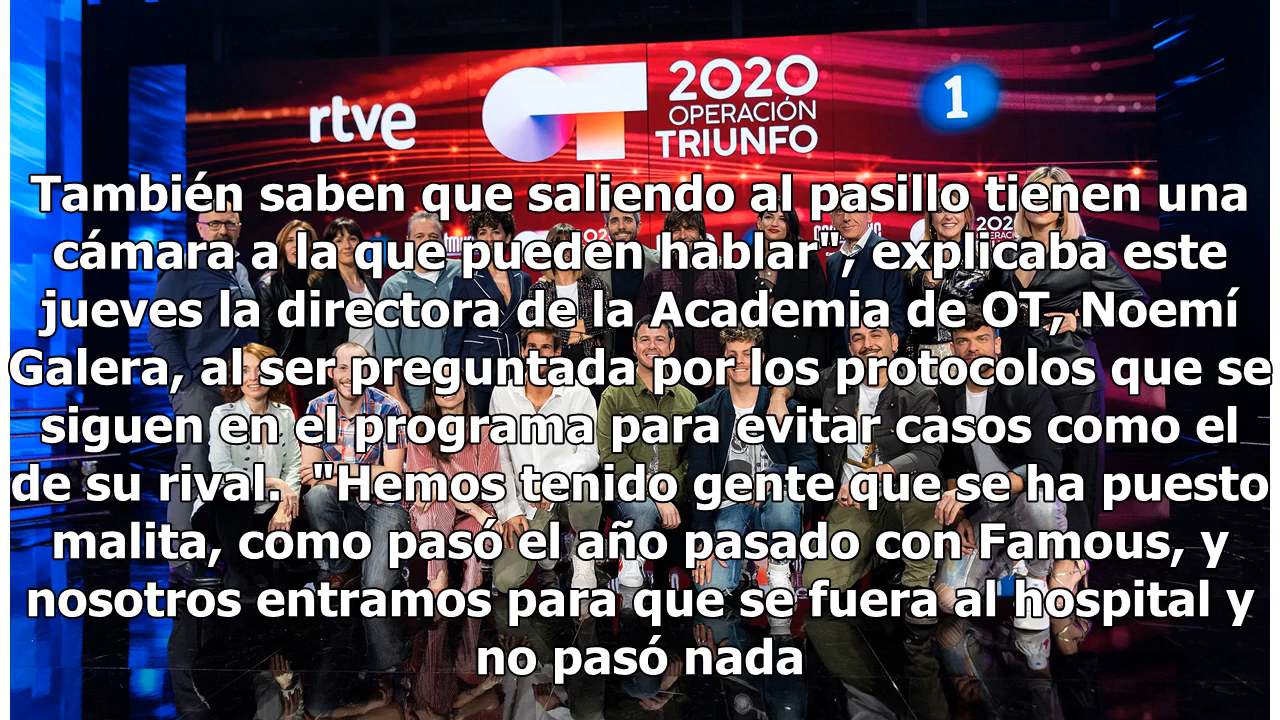 rtve
OT
2020
OPERACIÓN
TRIUNFO
1
También saben que saliendo al pasillo tienen una
cámara a la que pueden hablar", explicaba este
jueves la directora de la Academia de OT, Noemí
Galera, al ser preguntada por los protocolos que se
siguen en el programa para evitar casos como el
de su rival. "Hemos tenido gente que se ha puesto
malita, como pasó el año pasado con Famous, y
nosotros entramos para que se fuera al hospital y
no pasó nada